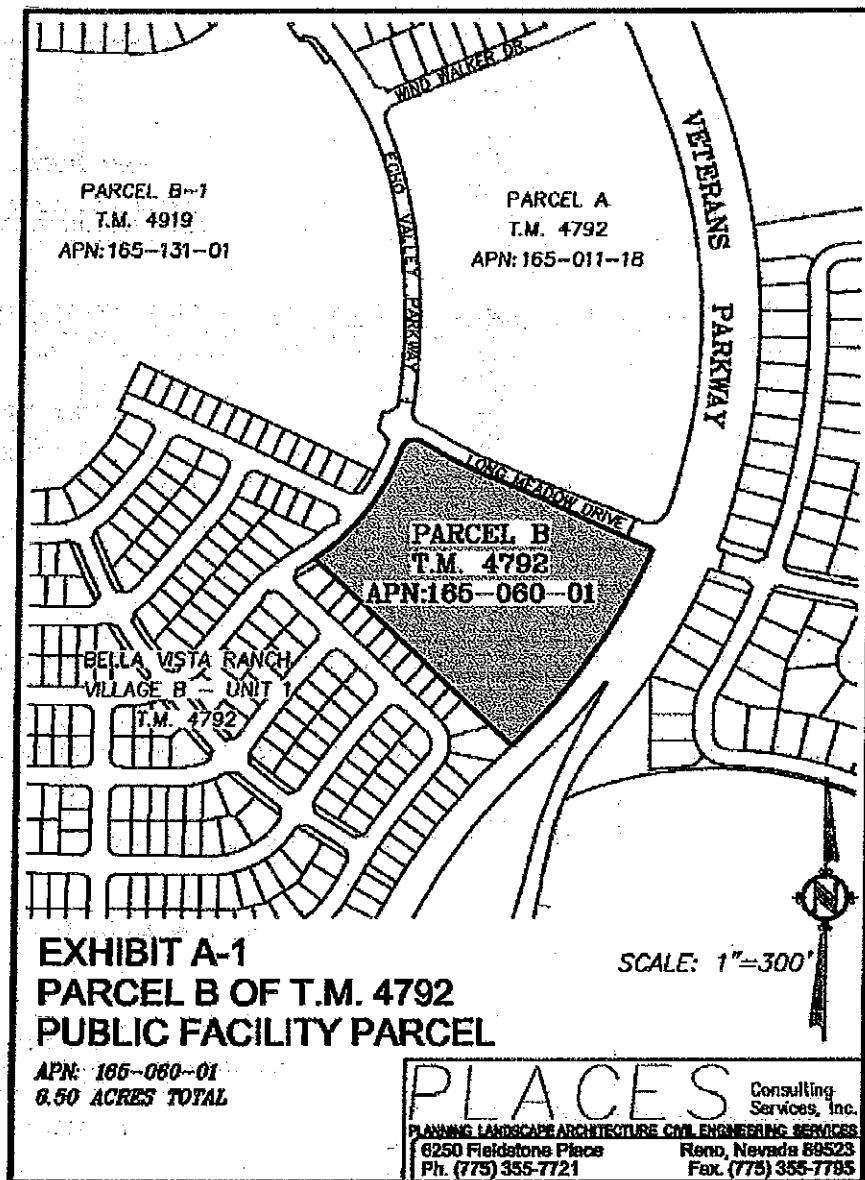 WIND WALKER DR.
ECHO VALLEY PARKWAY
VETERANS PARKWAY
PARCEL B-1
T.M. 4919
APN:165-131-01
PARCEL A
T.M. 4792
APN:165-011-18
LONG MEADOW DRIVE
PARCEL B
T.M. 4792
APN:165-060-01
BELLA VISTA RANCH
VILLAGE B - UNIT 1
T.M. 4792
N
EXHIBIT A-1
PARCEL B OF T.M. 4792
PUBLIC FACILITY PARCEL
SCALE: 1"=300'
APN: 165-060-01
6.50 ACRES TOTAL
PLACES Consulting
Services, Inc.
PLANNING LANDSCAPE ARCHITECTURE CIVIL ENGINEERING SERVICES
6250 Fieldstone Place Reno, Nevada 89523
Ph. (775) 355-7721 Fax. (775) 355-7795